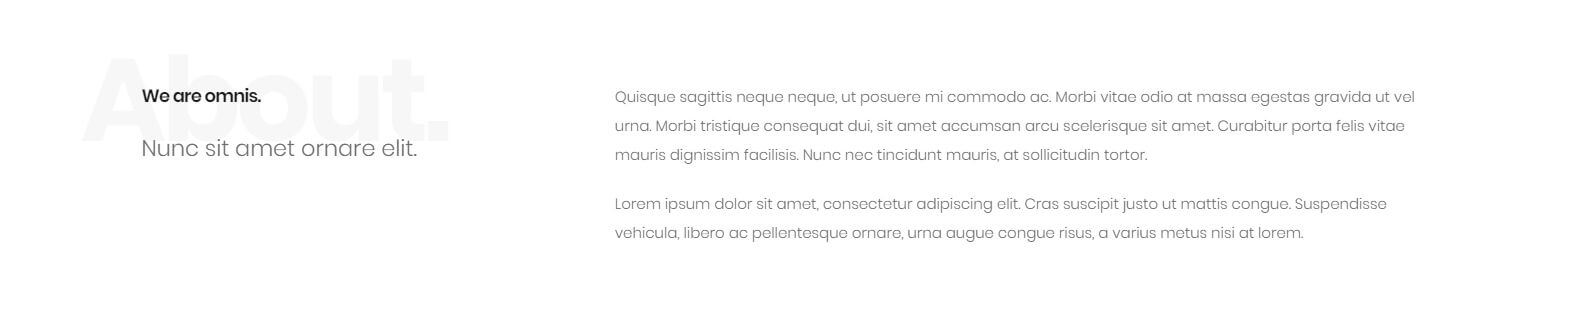 About.
We are omnis.
Nunc sit amet ornare elit.
Quisque sagittis neque neque, ut posuere mi commodo ac. Morbi vitae odio at massa egestas gravida ut vel
urna. Morbi tristique consequat dui, sit amet accumsan arcu scelerisque sit amet. Curabitur porta felis vitae
mauris dignissim facilisis. Nunc nec tincidunt mauris, at sollicitudin tortor.
Lorem ipsum dolor sit amet, consectetur adipiscing elit. Cras suscipit justo ut mattis congue. Suspendisse
vehicula, libero ac pellentesque ornare, urna augue congue risus, a varius metus nisi at lorem.